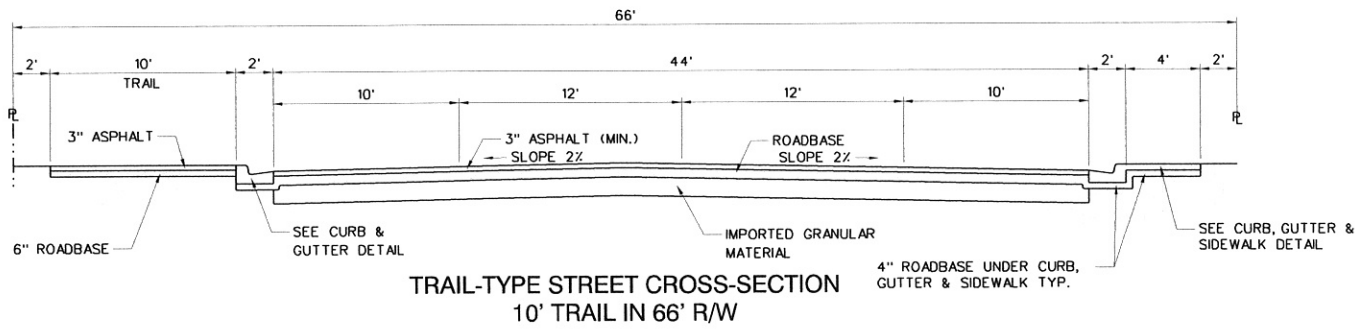 66'
2'
10'
2'
44'
2'
4'
2'
TRAIL
10'
12'
12'
10'
PL
PL
3" ASPHALT
3" ASPHALT (MIN.)
ROADBASE
SLOPE 2%
SLOPE 2%
6" ROADBASE
SEE CURB &
GUTTER DETAIL
IMPORTED GRANULAR
MATERIAL
SEE CURB, GUTTER &
SIDEWALK DETAIL
4" ROADBASE UNDER CURB,
GUTTER & SIDEWALK TYP.
TRAIL-TYPE STREET CROSS-SECTION
10' TRAIL IN 66' R/W